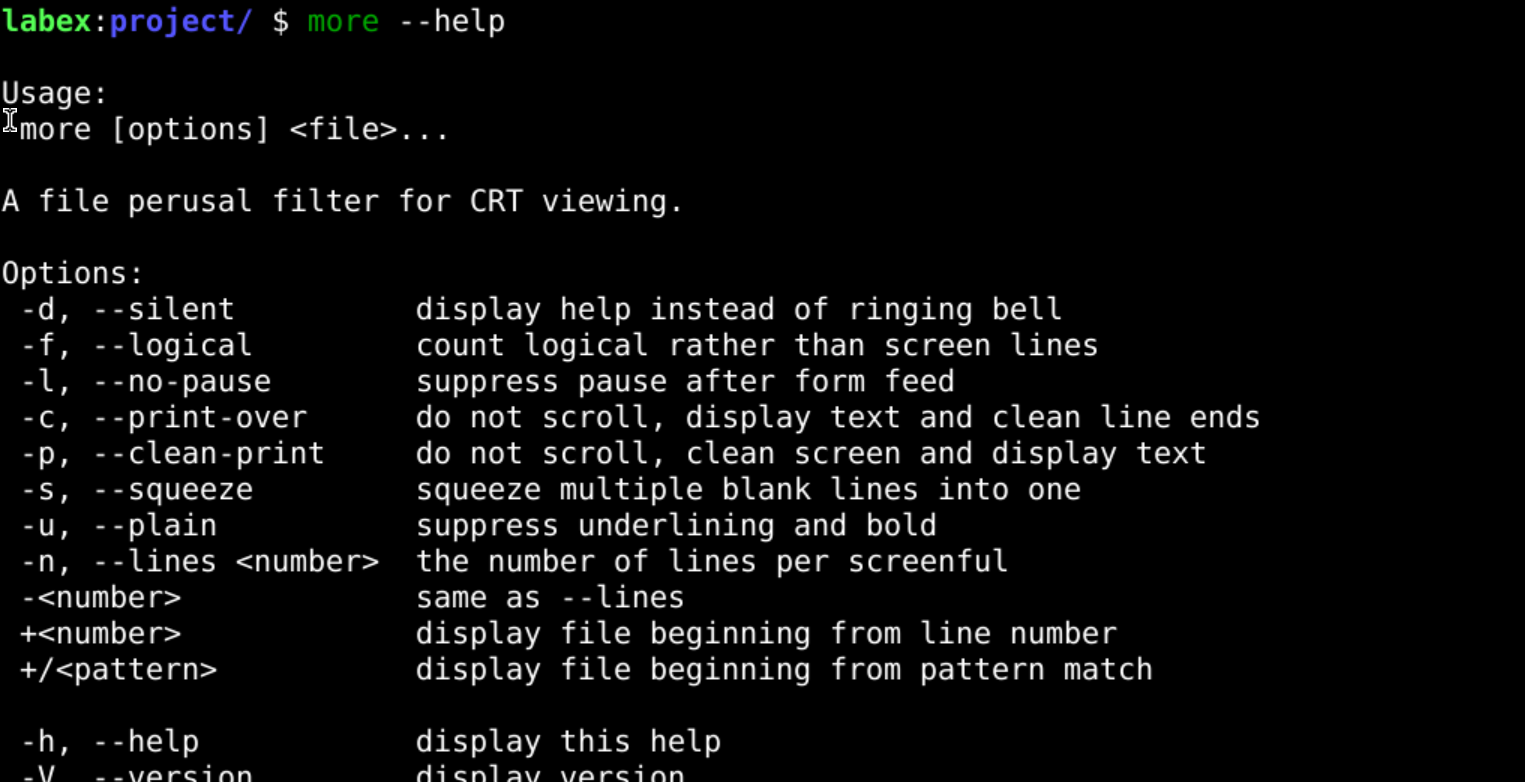 labex:project/ $ more --help

Usage:
 more [options] <file>...

A file perusal filter for CRT viewing.

Options:
 -d, --silent          display help instead of ringing bell
 -f, --logical         count logical rather than screen lines
 -l, --no-pause        suppress pause after form feed
 -c, --print-over      do not scroll, display text and clean line ends
 -p, --clean-print     do not scroll, clean screen and display text
 -s, --squeeze         squeeze multiple blank lines into one
 -u, --plain           suppress underlining and bold
 -n, --lines <number>  the number of lines per screenful
 -<number>             same as --lines
 +<number>             display file beginning from line number
 +/<pattern>           display file beginning from pattern match

 -h, --help            display this help
 -V, --version         display version